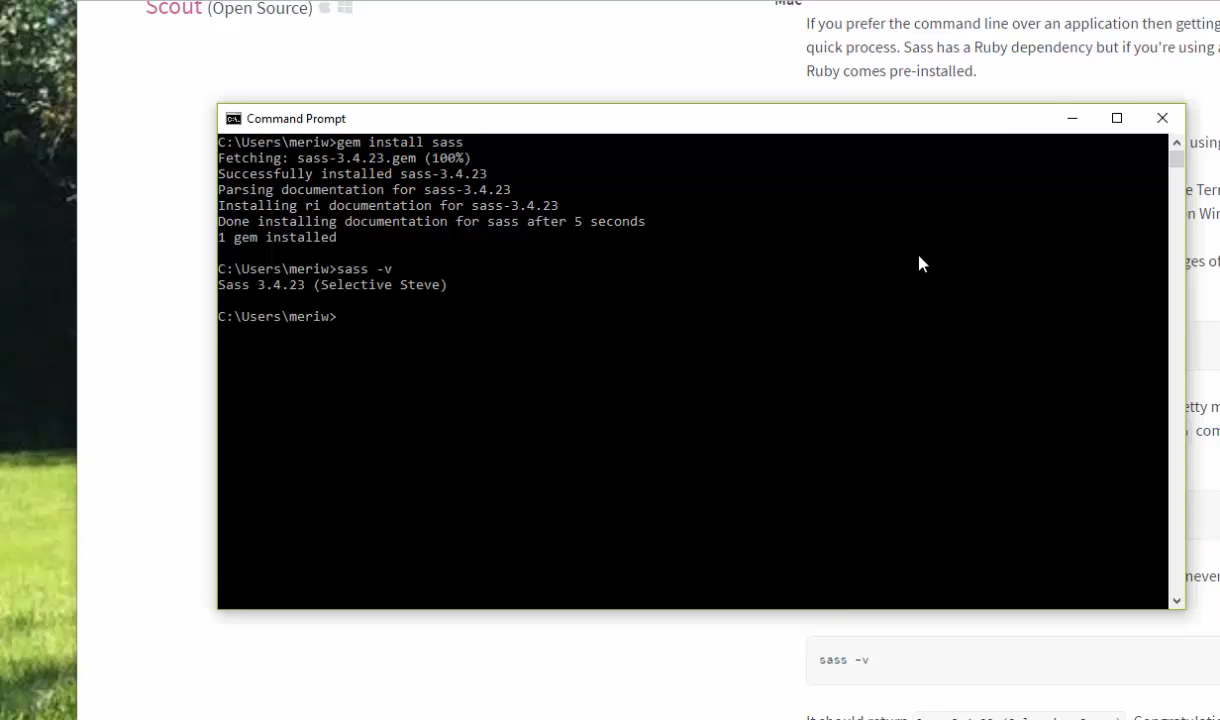 Scout (Open Source)
Mac
If you prefer the command line over an application then getting
quick process. Sass has a Ruby dependency but if you're using a
Ruby comes pre-installed.
Command Prompt
C:\Users\meriw>gem install sass
Fetching: sass-3.4.23.gem (100%)
Successfully installed sass-3.4.23
Parsing documentation for sass-3.4.23
Installing ri documentation for sass-3.4.23
Done installing documentation for sass after 5 seconds
1 gem installed
C:\Users\meriw>sass -v
Sass 3.4.23 (Selective Steve)
C:\Users\meriw>
sass -v
It should return